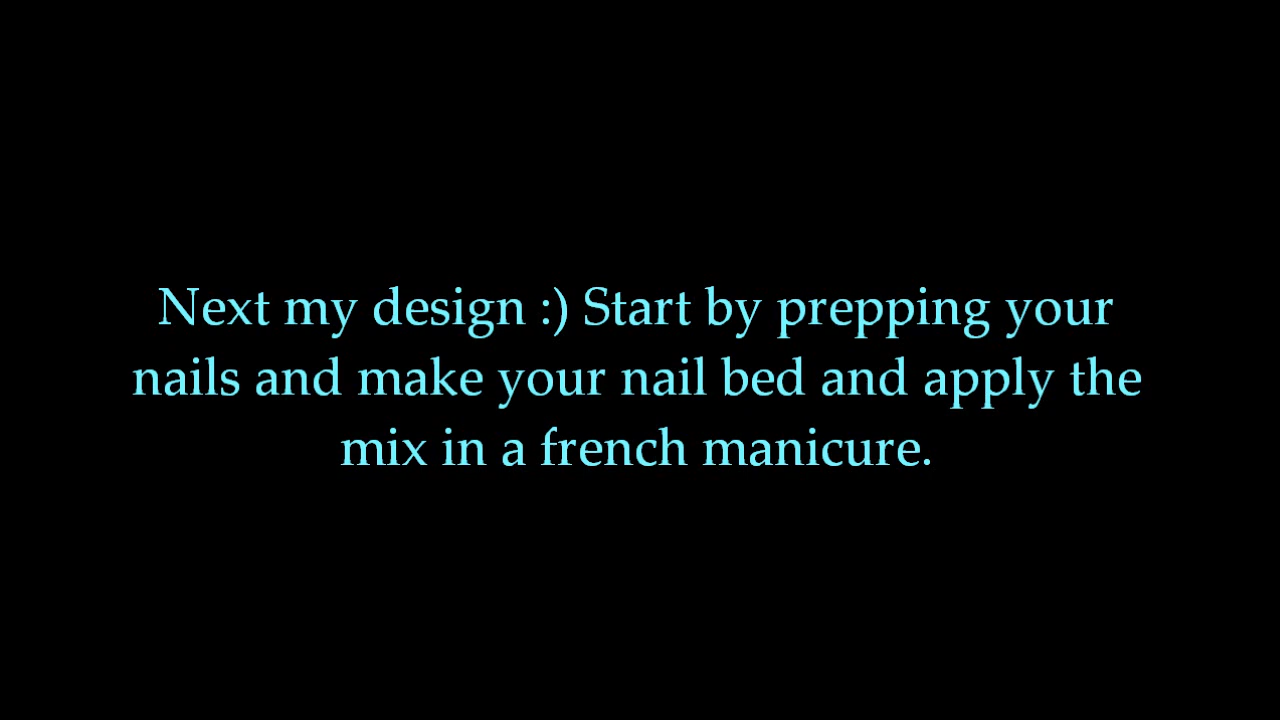 Next my design :) Start by prepping your
nails and make your nail bed and apply the
mix in a french manicure.